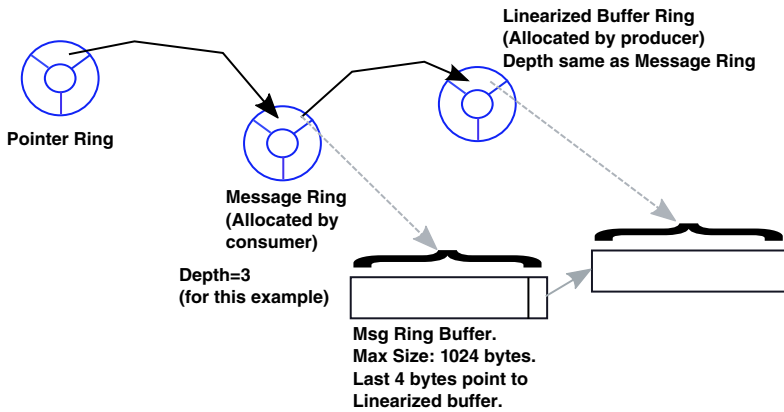 Linearized Buffer Ring
(Allocated by producer)
Depth same as Message Ring
Pointer Ring
Message Ring
(Allocated by
consumer)
Depth=3
(for this example)
Msg Ring Buffer.
Max Size: 1024 bytes.
Last 4 bytes point to
Linearized buffer.